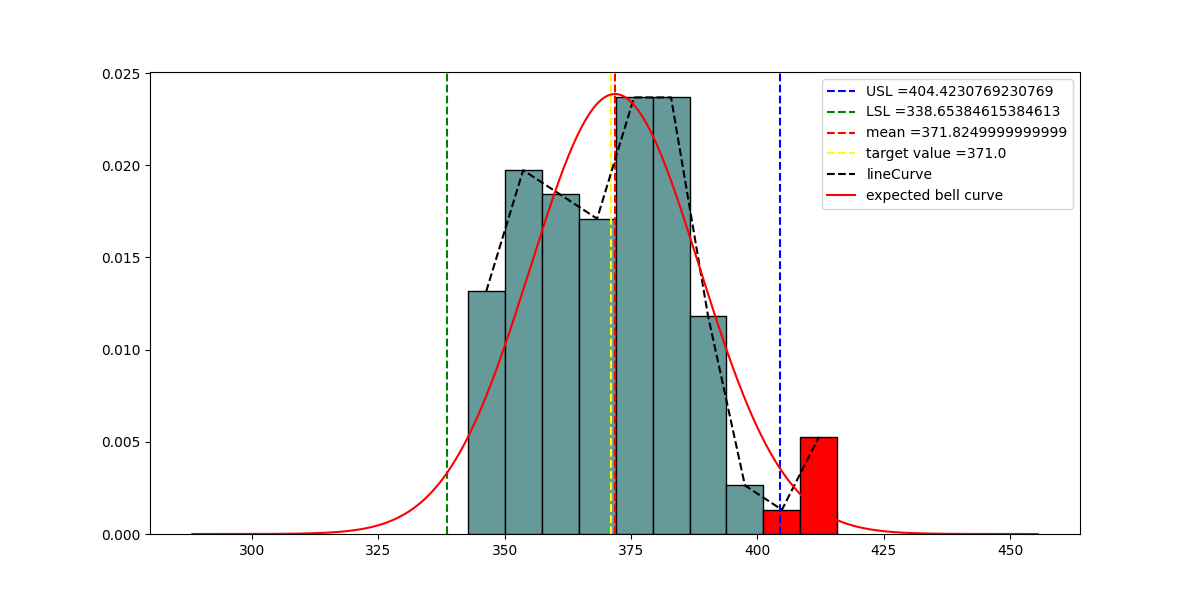 USL =404.4230769230769
LSL =338.65384615384613
mean =371.8249999999999
target value =371.0
lineCurve
expected bell curve
0.025
0.020
0.015
0.010
0.005
0.000
300 325 350 375 400 425 450